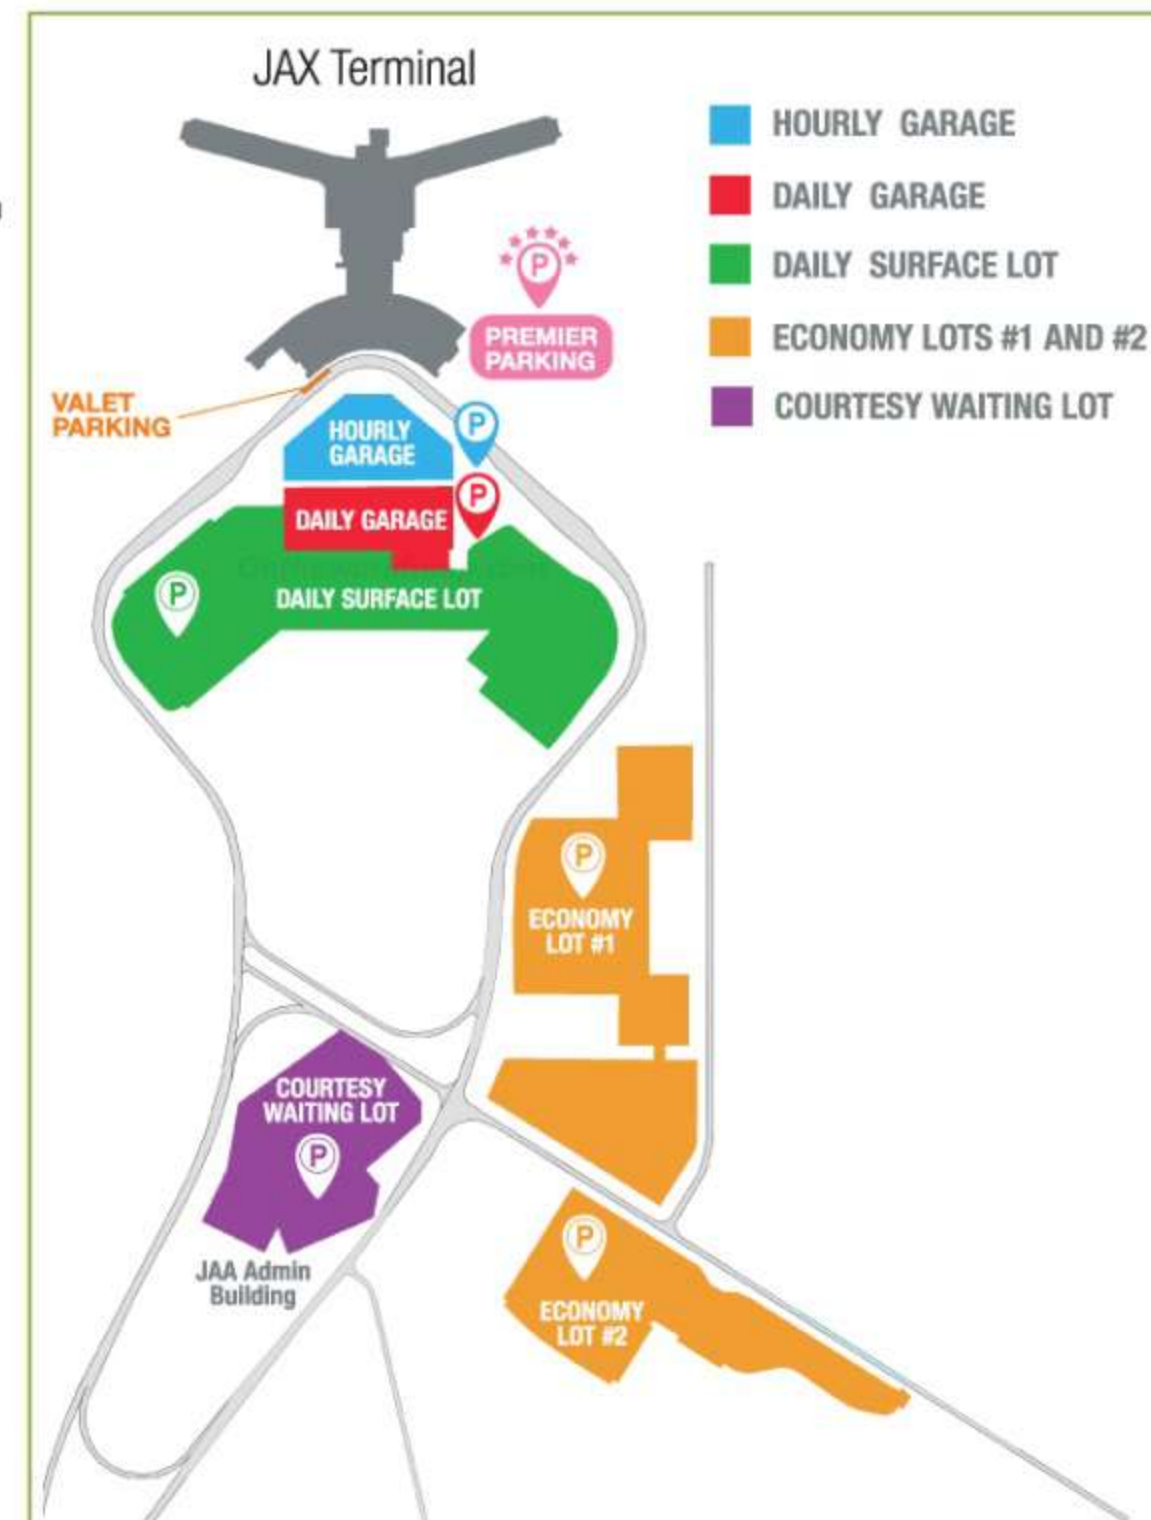 JAX Terminal
HOURLY GARAGE
DAILY GARAGE
DAILY SURFACE LOT
ECONOMY LOTS #1 AND #2
COURTESY WAITING LOT
P
PREMIER
PARKING
VALET
PARKING
P
HOURLY
GARAGE
P
DAILY GARAGE
P
DAILY SURFACE LOT
P
ECONOMY
LOT #1
COURTESY
WAITING LOT
P
JAA Admin
Building
P
ECONOMY
LOT #2